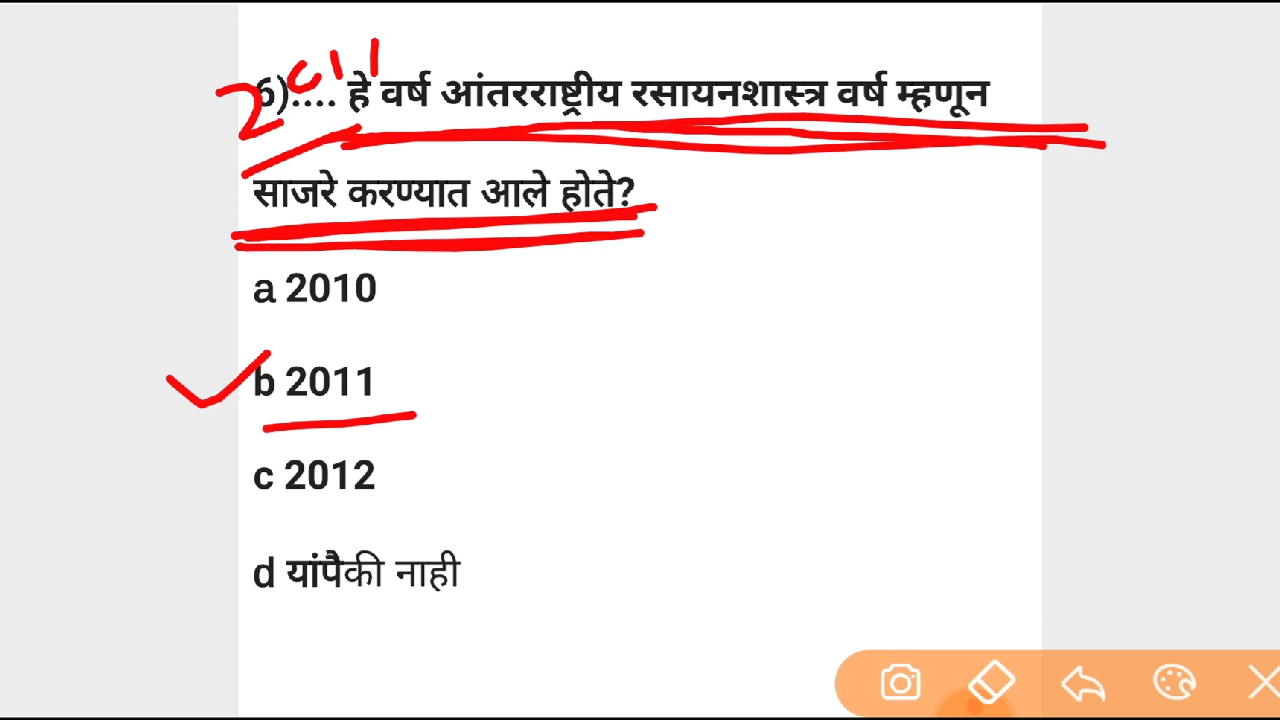 6).... हे वर्ष आंतरराष्ट्रीय रसायनशास्त्र वर्ष म्हणून
2011
साजरे करण्यात आले होते?
a 2010
b 2011
c 2012
d यांपैकी नाही